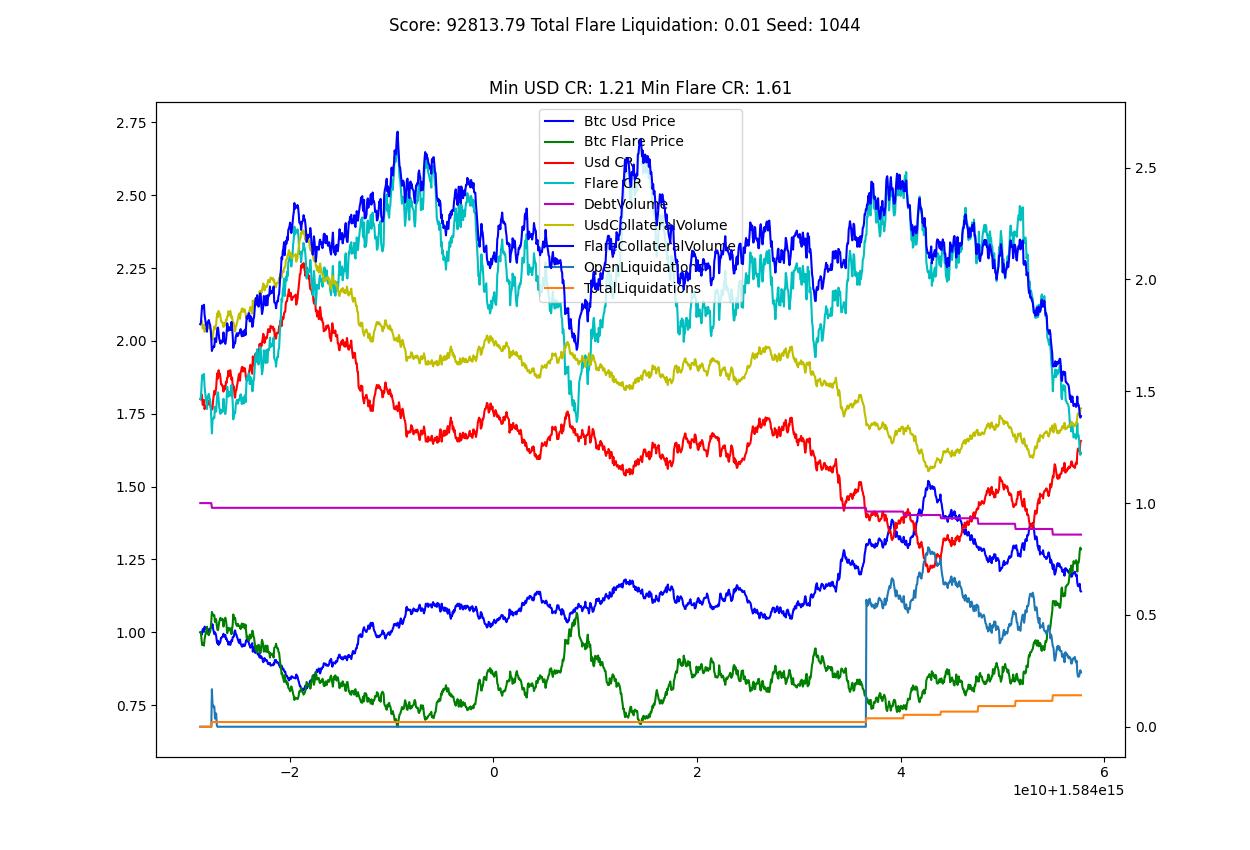 Score: 92813.79 Total Flare Liquidation: 0.01 Seed: 1044
Min USD CR: 1.21 Min Flare CR: 1.61
Btc Usd Price
Btc Flare Price
Usd CR
Flare CR
DebtVolume
UsdCollateralVolume
FlareCollateralVolume
OpenLiquidations
TotalLiquidations
2.75
2.50
2.25
2.00
1.75
1.50
1.25
1.00
0.75
2.5
2.0
1.5
1.0
0.5
0.0
−2
0
2
4
6
1e10+1.584e15